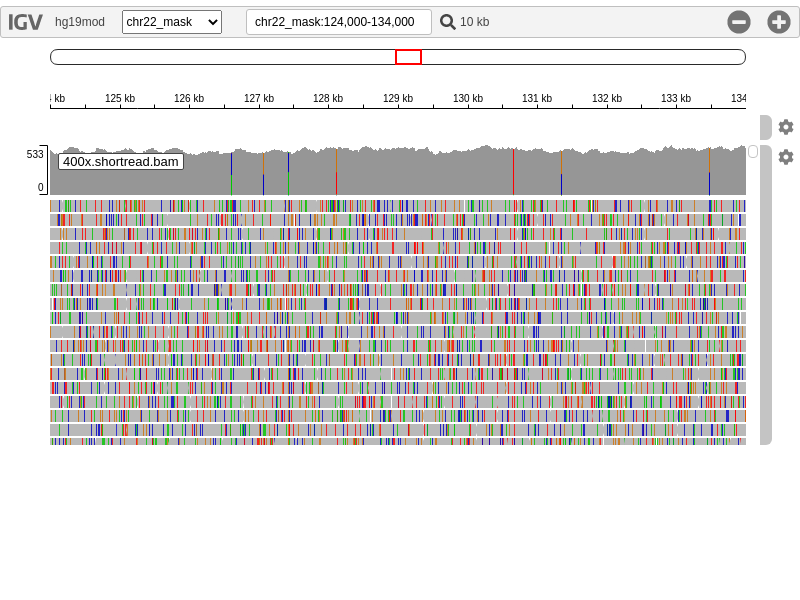 IGV hg19mod chr22_mask chr22_mask:124,000-134,000 10 kb
kb 125 kb 126 kb 127 kb 128 kb 129 kb 130 kb 131 kb 132 kb 133 kb 134
533
400x.shortread.bam
0